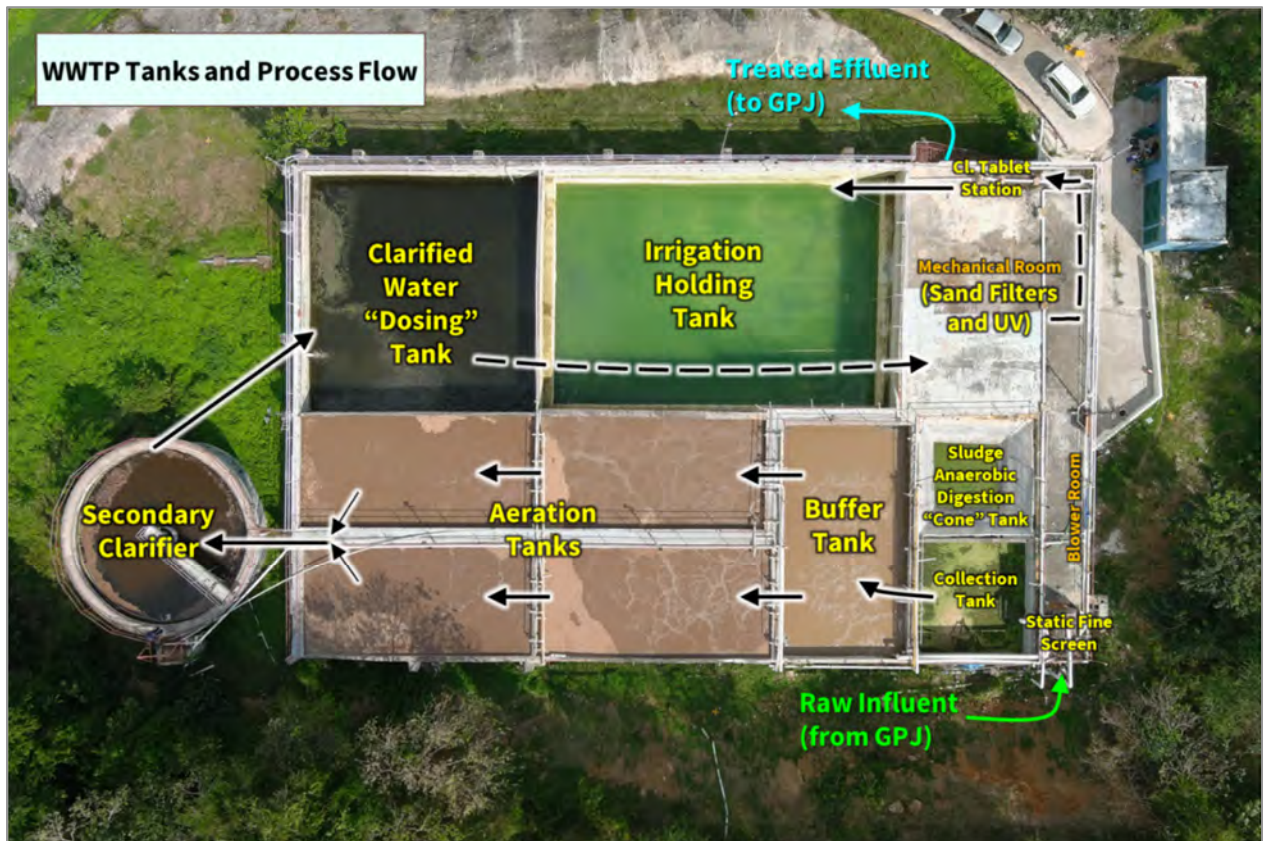 WWTP Tanks and Process Flow
Treated Effluent
(to GPJ)
Cl. Tablet
Station
Clarified
Water
“Dosing”
Tank
Irrigation
Holding
Tank
Mechanical Room
(Sand Filters
and UV)
Secondary
Clarifier
Aeration
Tanks
Buffer
Tank
Sludge
Anaerobic
Digestion
“Cone” Tank
Blower Room
Collection
Tank
Static Fine
Screen
Raw Influent
(from GPJ)